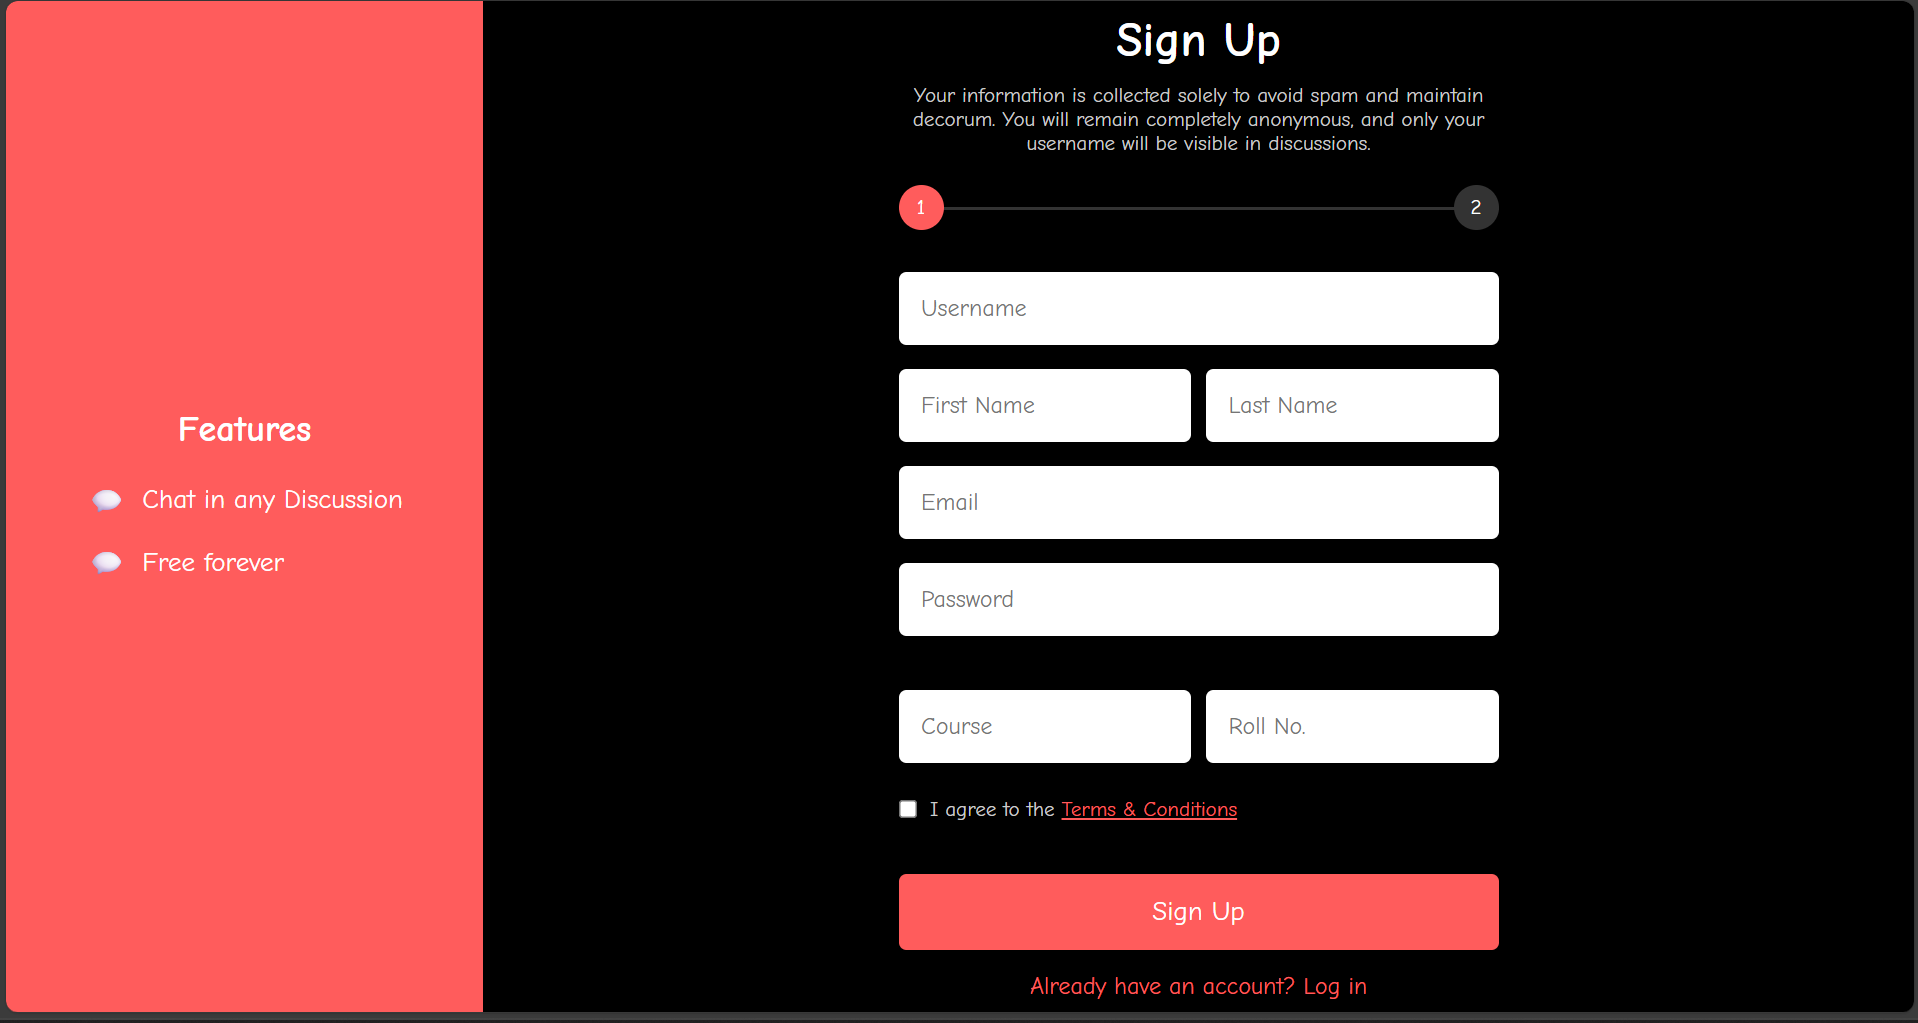 Features
Chat in any Discussion
Free forever
Sign Up
Your information is collected solely to avoid spam and maintain
decorum. You will remain completely anonymous, and only your
username will be visible in discussions.
1
2
Username
First Name
Last Name
Email
Password
Course
Roll No.
I agree to the Terms & Conditions
Sign Up
Already have an account? Log in